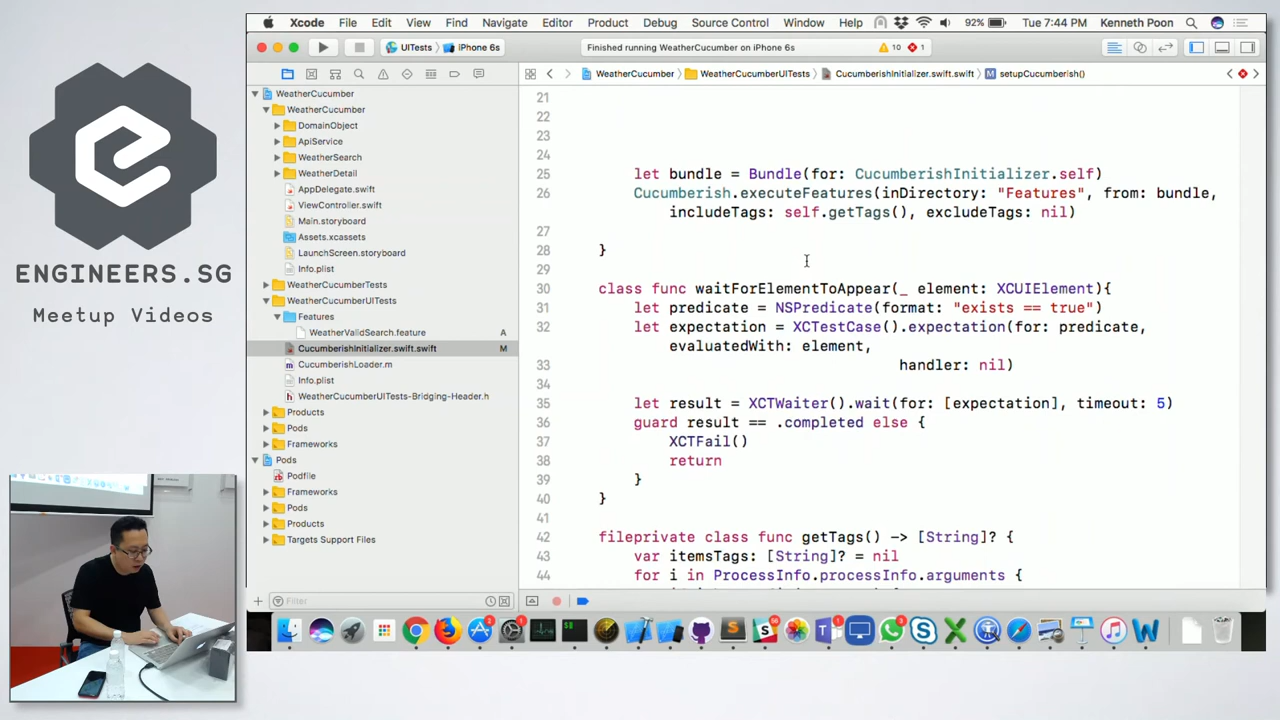 Xcode File Edit View Find Navigate Editor Product Debug Source Control Window Help 92% Tue 7:44 PM Kenneth Poon
UITests iPhone 6s Finished running WeatherCucumber on iPhone 6s 10 1
WeatherCucumber WeatherCucumberUITests CucumberishInitializer.swift.swift setupCucumberish()
WeatherCucumber
WeatherCucumber
DomainObject
ApiService
WeatherSearch
WeatherDetail
AppDelegate.swift
ViewController.swift
Main.storyboard
Assets.xcassets
LaunchScreen.storyboard
Info.plist
WeatherCucumberTests
WeatherCucumberUITests
Features
WeatherValidSearch.feature A
CucumberishInitializer.swift.swift M
CucumberishLoader.m
Info.plist
WeatherCucumberUITests-Bridging-Header.h
Products
Pods
Frameworks
Pods
Podfile
Frameworks
Pods
Products
Targets Support Files
Filter
21
22
23
24
25 let bundle = Bundle(for: CucumberishInitializer.self)
26 Cucumberish.executeFeatures(inDirectory: "Features", from: bundle,
includeTags: self.getTags(), excludeTags: nil)
27
28 }
29
30 class func waitForElementToAppear(_ element: XCUIElement){
31 let predicate = NSPredicate(format: "exists == true")
32 let expectation = XCTestCase().expectation(for: predicate,
evaluatedWith: element,
33 handler: nil)
34
35 let result = XCTWaiter().wait(for: [expectation], timeout: 5)
36 guard result == .completed else {
37 XCTFail()
38 return
39 }
40 }
41
42 fileprivate class func getTags() -> [String]? {
43 var itemsTags: [String]? = nil
44 for i in ProcessInfo.processInfo.arguments {
ENGINEERS.SG
Meetup Videos